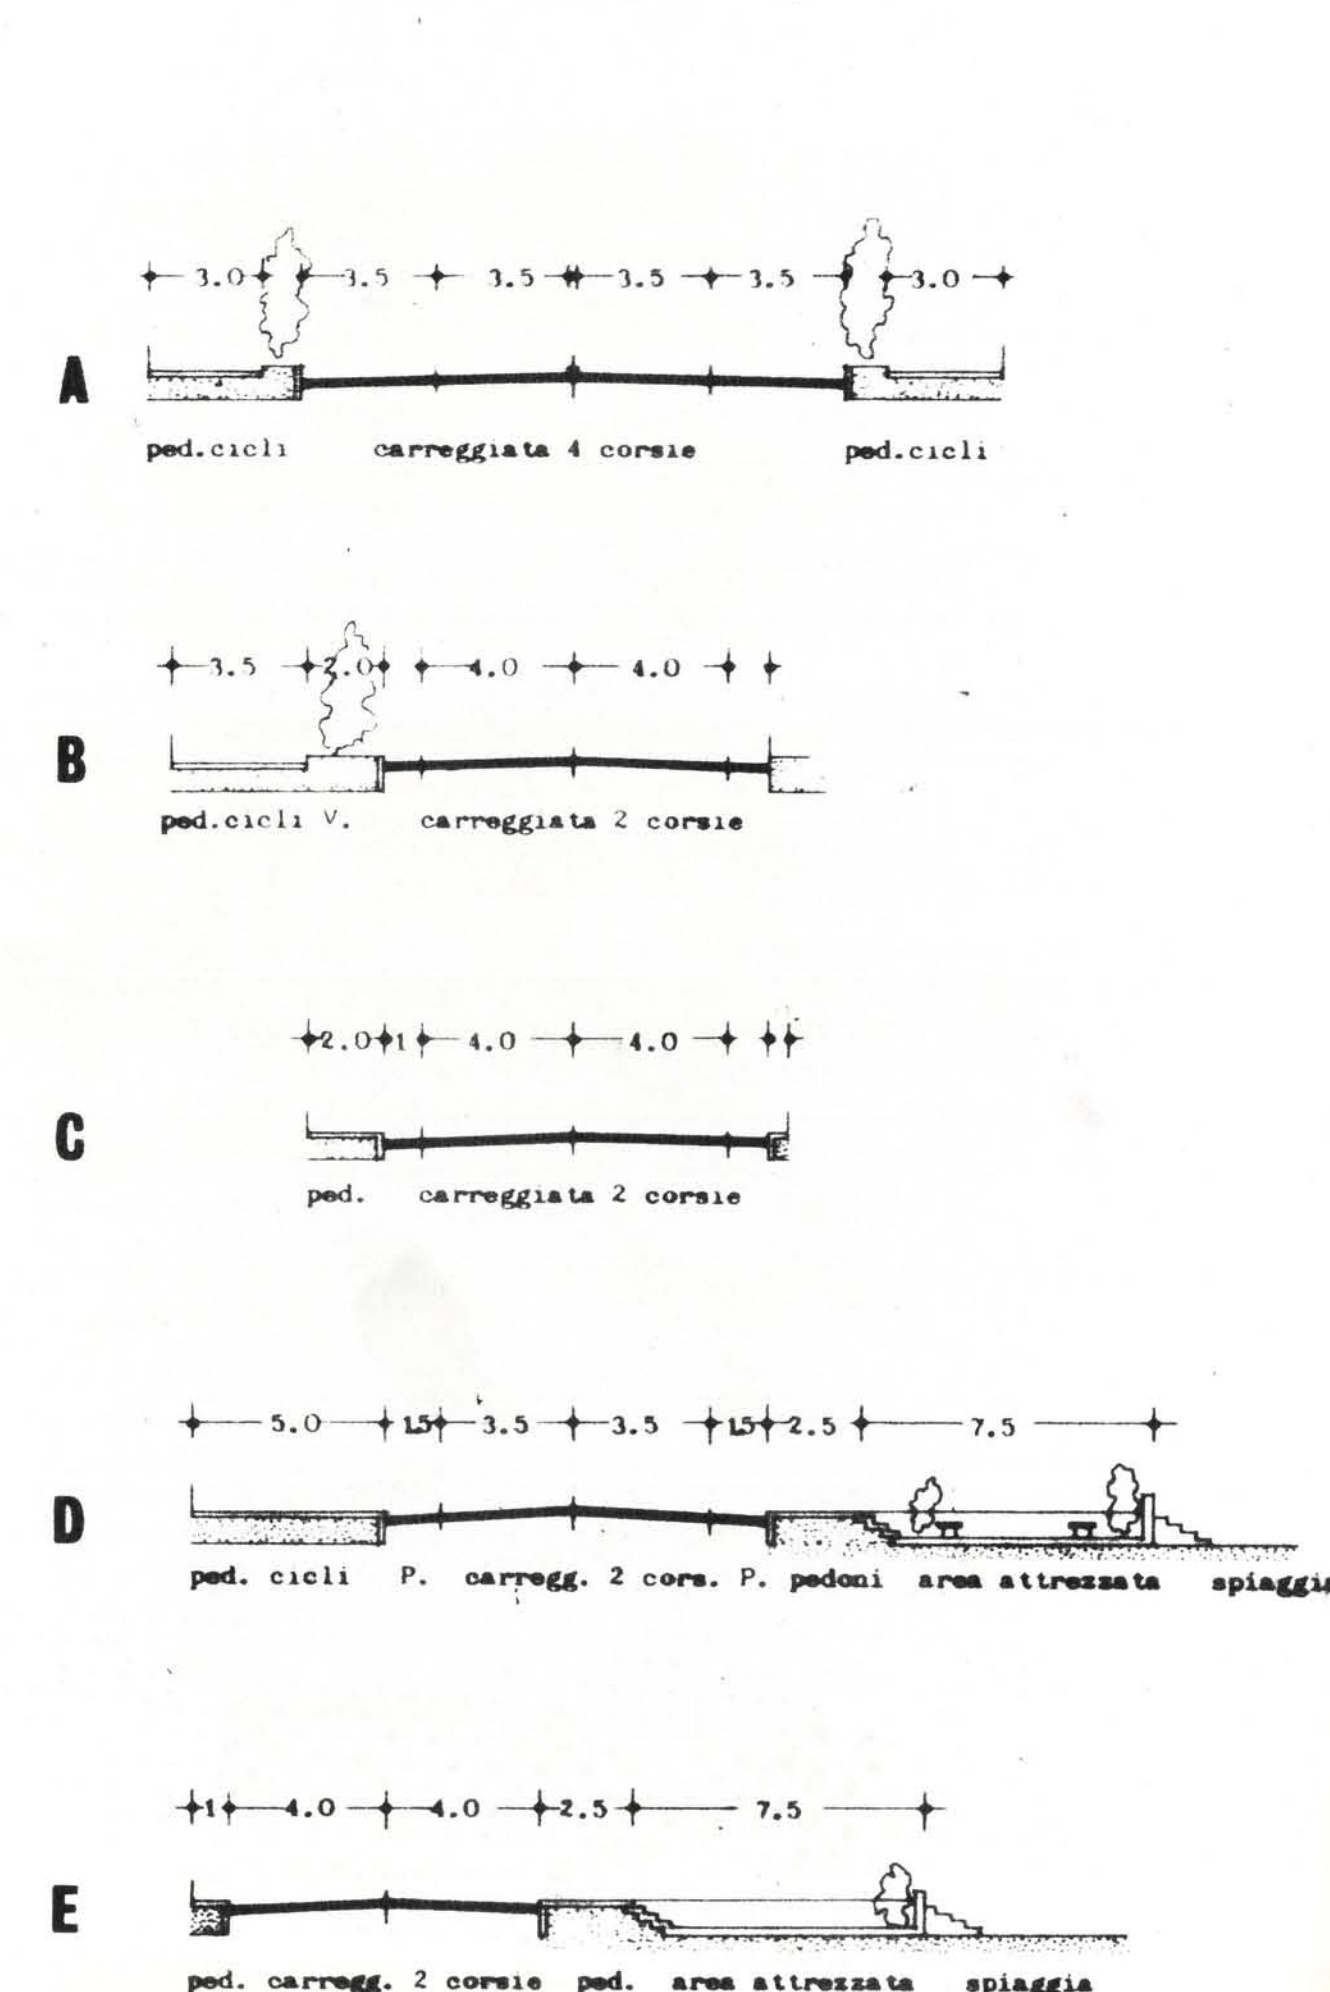 3.0 3.5 3.5 3.5 3.5 3.0
A
ped.cicli carreggiata 4 corsie ped.cicli
3.5 2.0 4.0 4.0
B
ped.cicli V. carreggiata 2 corsie
2.0 1 4.0 4.0
C
ped. carreggiata 2 corsie
5.0 1.5 3.5 3.5 1.5 2.5 7.5
D
ped. cicli P. carregg. 2 cors. P. pedoni area attrezzata spiaggia
1 4.0 4.0 2.5 7.5
E
ped. carregg. 2 corsie ped. area attrezzata spiaggia